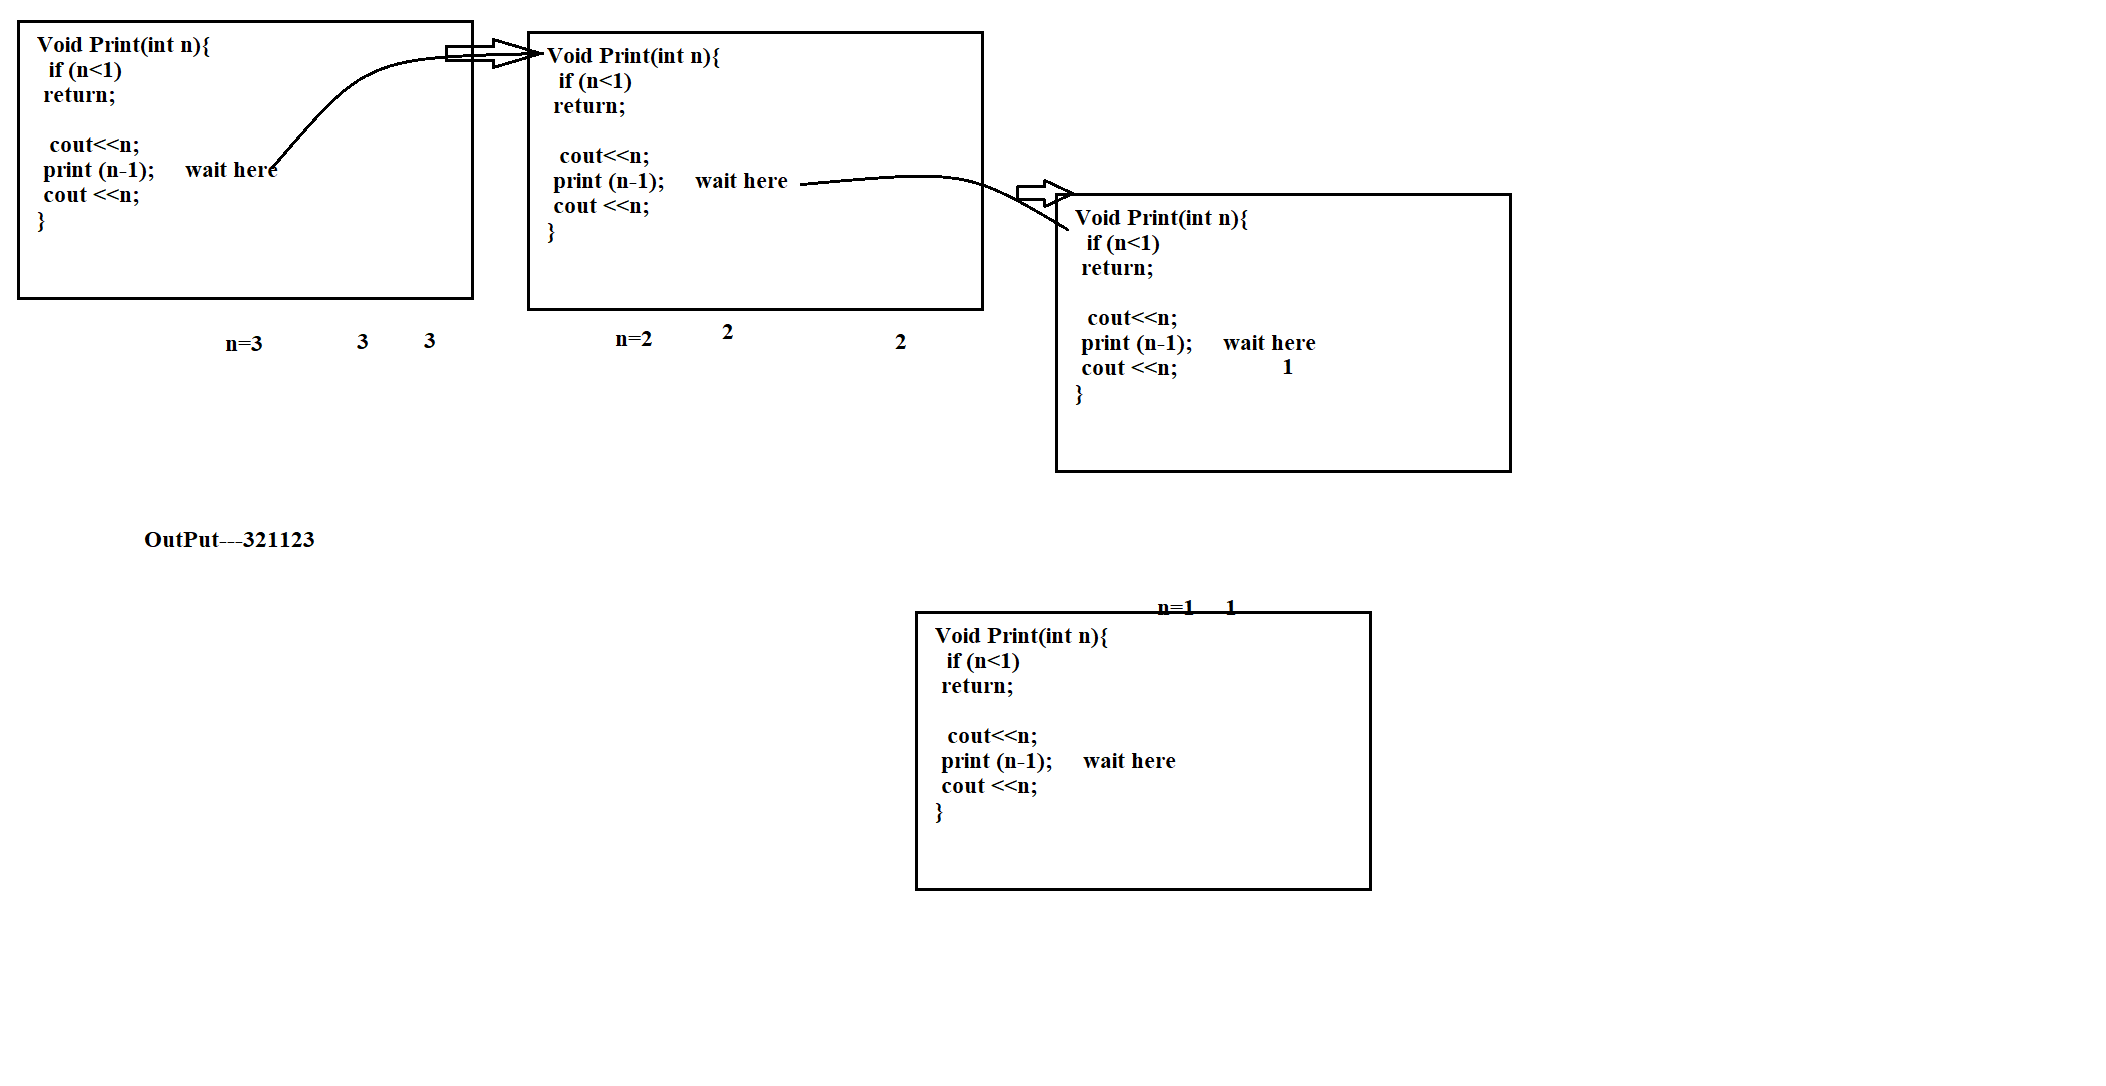 Void Print(int n){
if (n<1)
return;
cout<<n;
print (n-1);     wait here
cout <<n;
}
n=3     3     3
Void Print(int n){
if (n<1)
return;
cout<<n;
print (n-1);     wait here
cout <<n;
}
n=2     2     2
Void Print(int n){
if (n<1)
return;
cout<<n;
print (n-1);     wait here
cout <<n;     1
}
OutPut---321123
n=1     1
Void Print(int n){
if (n<1)
return;
cout<<n;
print (n-1);     wait here
cout <<n;
}